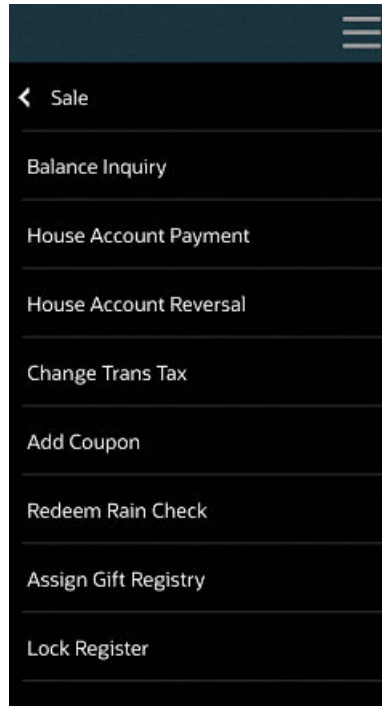 Sale
Balance Inquiry
House Account Payment
House Account Reversal
Change Trans Tax
Add Coupon
Redeem Rain Check
Assign Gift Registry
Lock Register